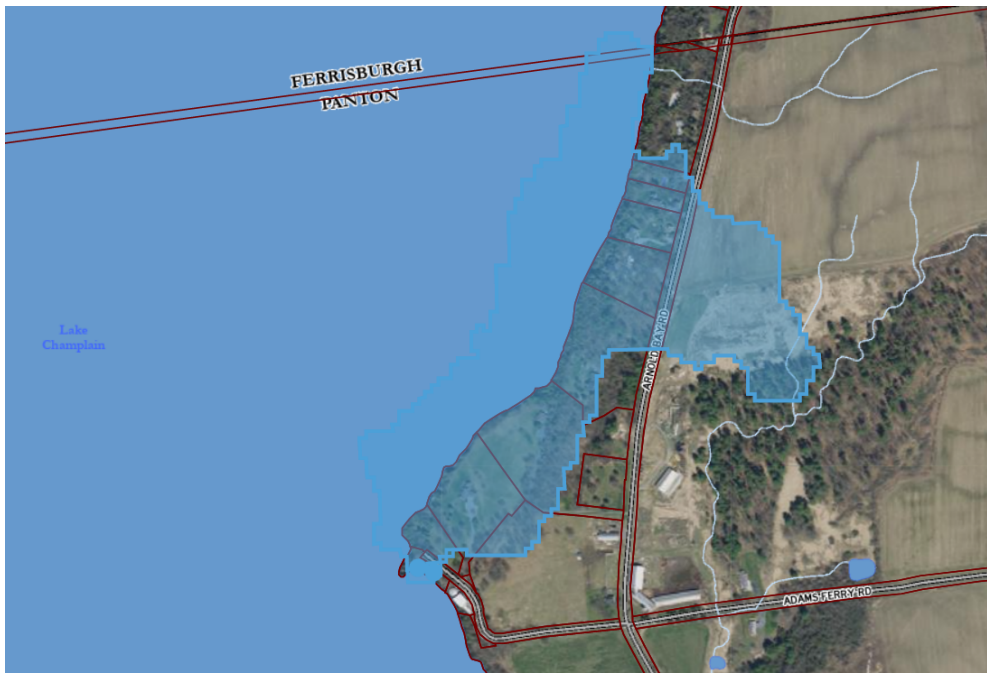 FERRISBURGH
PANTON
Lake
Champlain
ARNOLD BAY RD
ADAMS FERRY RD